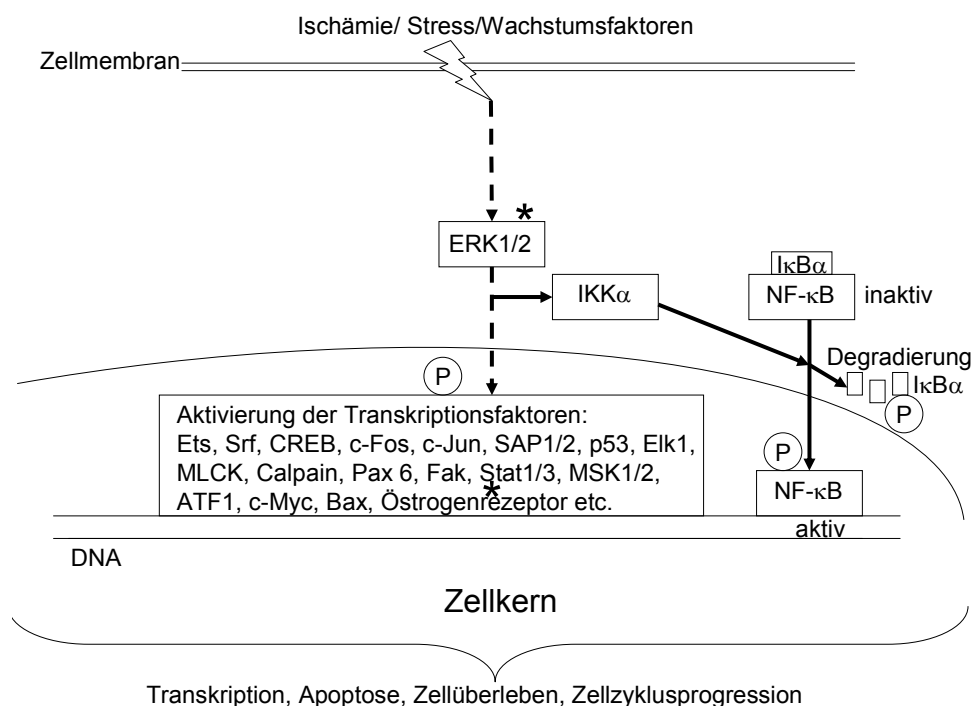 Ischämie/ Stress/Wachstumsfaktoren
Zellmembran
*
ERK1/2
IκBα
IKKα
NF-κB
inaktiv
Degradierung
IκBα
P
P
Aktivierung der Transkriptionsfaktoren:
Ets, Srf, CREB, c-Fos, c-Jun, SAP1/2, p53, Elk1,
MLCK, Calpain, Pax 6, Fak, Stat1/3, MSK1/2,
*
ATF1, c-Myc, Bax, Östrogenrezeptor etc.
P
NF-κB
aktiv
DNA
Zellkern
Transkription, Apoptose, Zellüberleben, Zellzyklusprogression